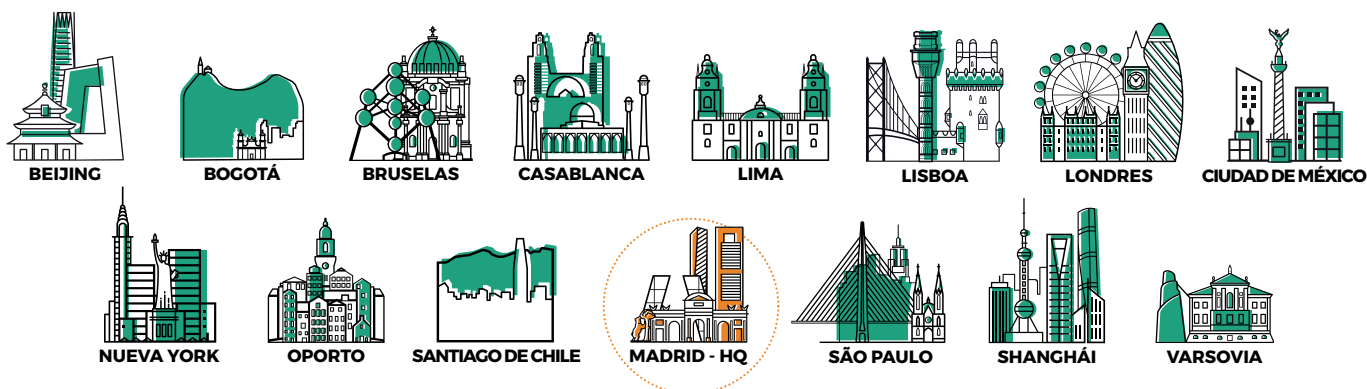 BEIJING
BOGOTÁ
BRUSELAS
CASABLANCA
LIMA
LISBOA
LONDRES
CIUDAD DE MÉXICO
NUEVA YORK
OPORTO
SANTIAGO DE CHILE
MADRID - HQ
SÃO PAULO
SHANGHÁI
VARSOVIA